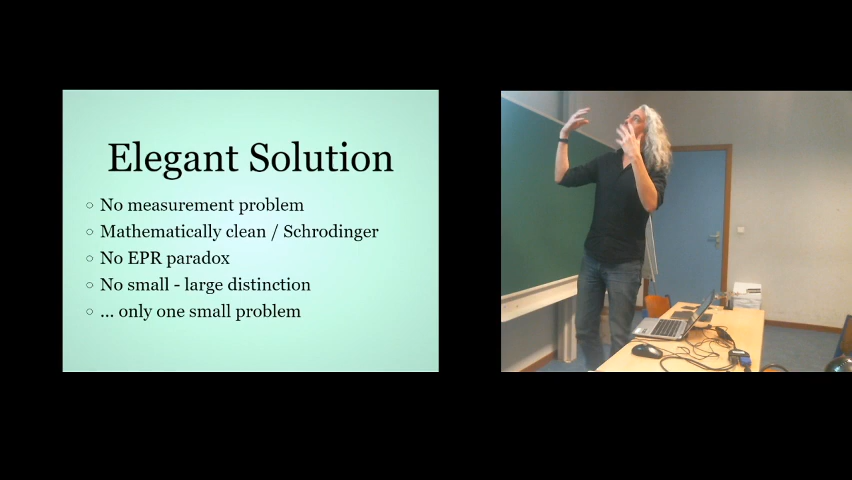 Elegant Solution
◦ No measurement problem
◦ Mathematically clean / Schrodinger
◦ No EPR paradox
◦ No small - large distinction
◦ ... only one small problem